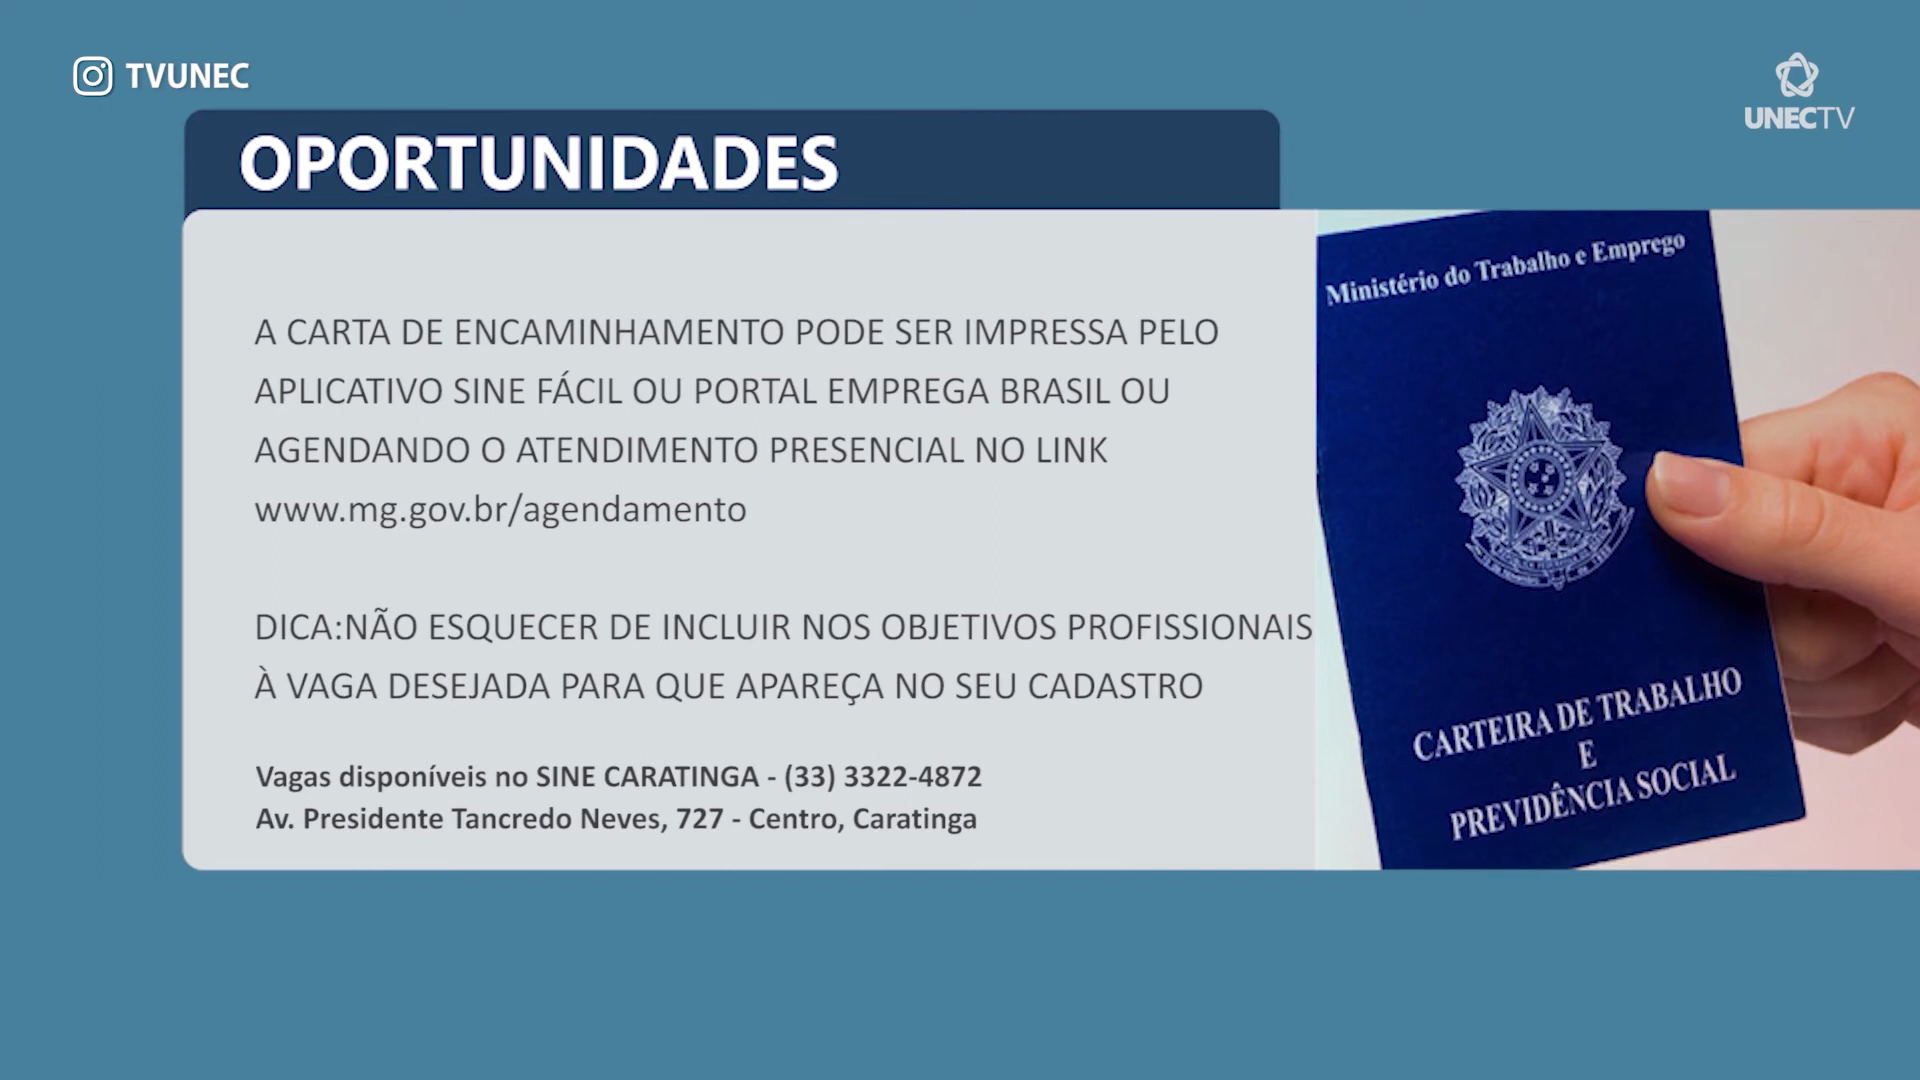 TVUNEC
UNECTV
OPORTUNIDADES
A CARTA DE ENCAMINHAMENTO PODE SER IMPRESSA PELO
APLICATIVO SINE FÁCIL OU PORTAL EMPREGA BRASIL OU
AGENDANDO O ATENDIMENTO PRESENCIAL NO LINK
www.mg.gov.br/agendamento
DICA:NÃO ESQUECER DE INCLUIR NOS OBJETIVOS PROFISSIONAIS
À VAGA DESEJADA PARA QUE APAREÇA NO SEU CADASTRO
Vagas disponíveis no SINE CARATINGA - (33) 3322-4872
Av. Presidente Tancredo Neves, 727 - Centro, Caratinga
Ministério do Trabalho e Emprego
CARTEIRA DE TRABALHO
E
PREVIDÊNCIA SOCIAL